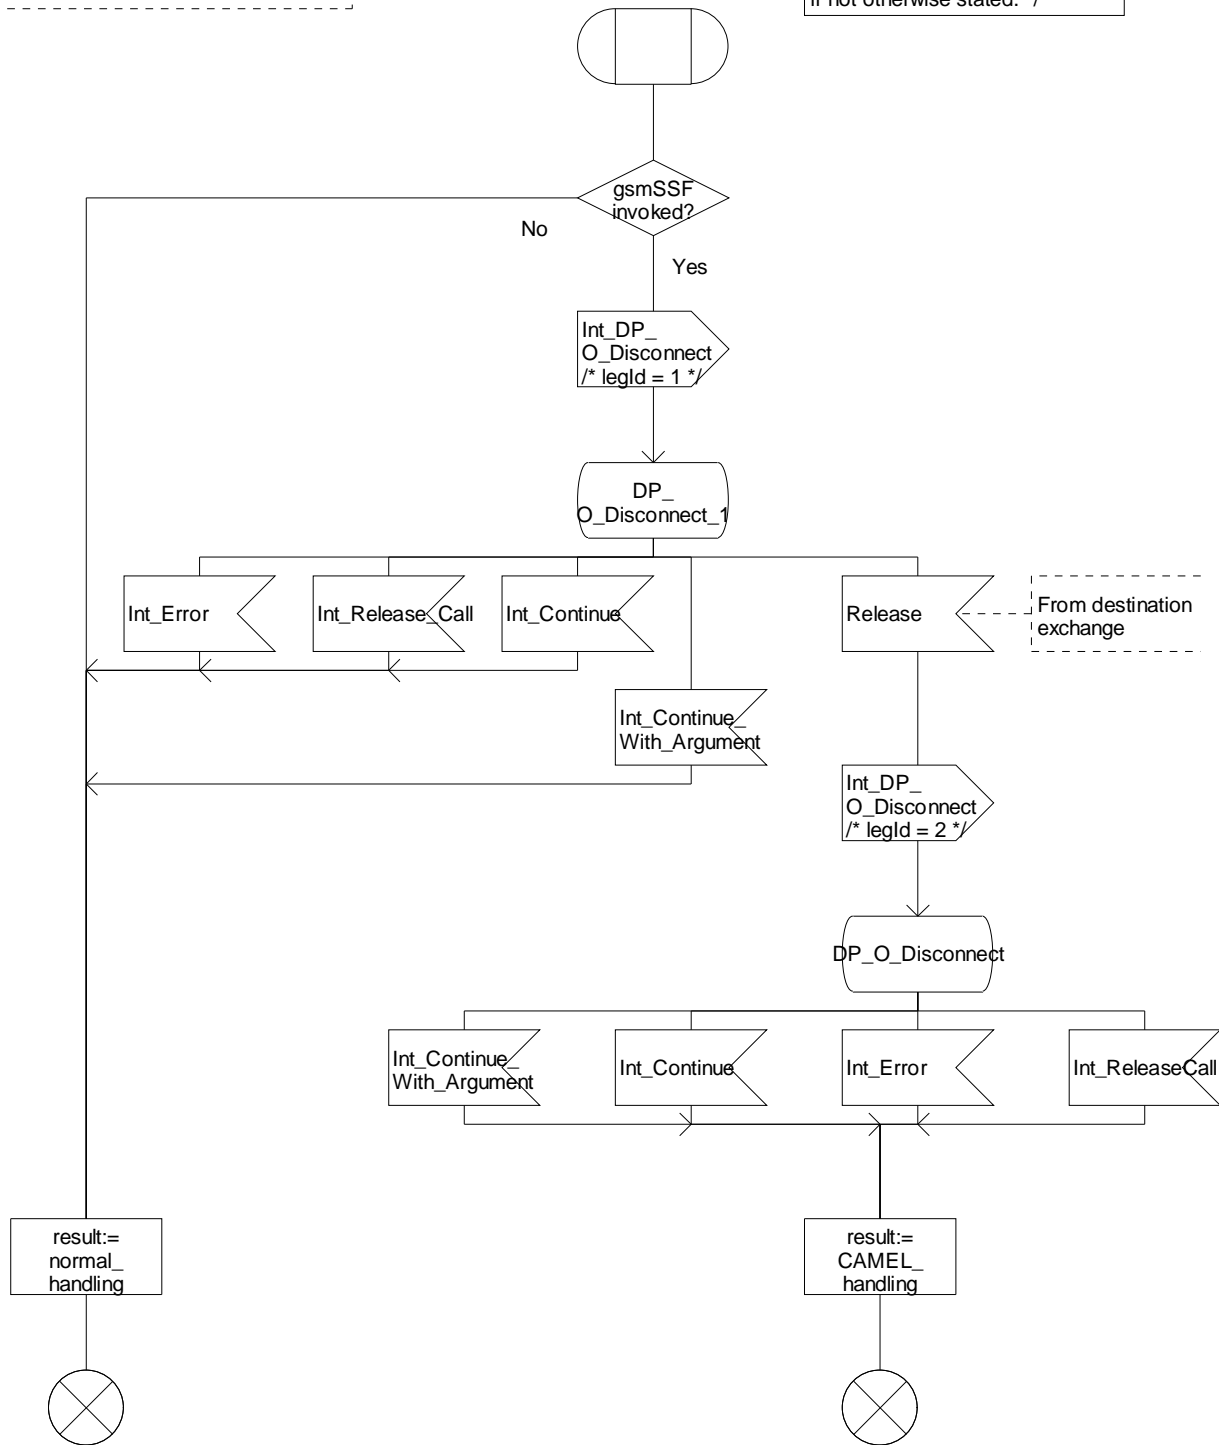 if not otherwise stated. */
gsmSSF
invoked?
No
Yes
Int_DP_
O_Disconnect
/* legId = 1 */
DP_
O_Disconnect_1
Int_Error
Int_Release_Call
Int_Continue
Release
From destination
exchange
Int_Continue_
With_Argument
Int_DP_
O_Disconnect
/* legId = 2 */
DP_O_Disconnect
Int_Continue_
With_Argument
Int_Continue
Int_Error
Int_ReleaseCall
result:=
normal_
handling
result:=
CAMEL_
handling